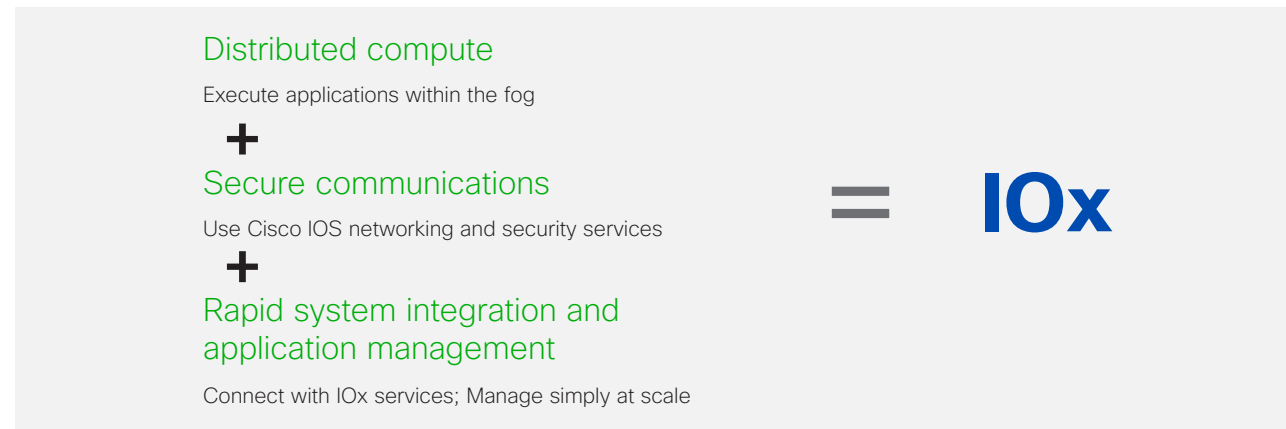 Distributed compute
Execute applications within the fog
+
Secure communications
Use Cisco IOS networking and security services
+
Rapid system integration and
application management
Connect with IOx services; Manage simply at scale
=
IOx